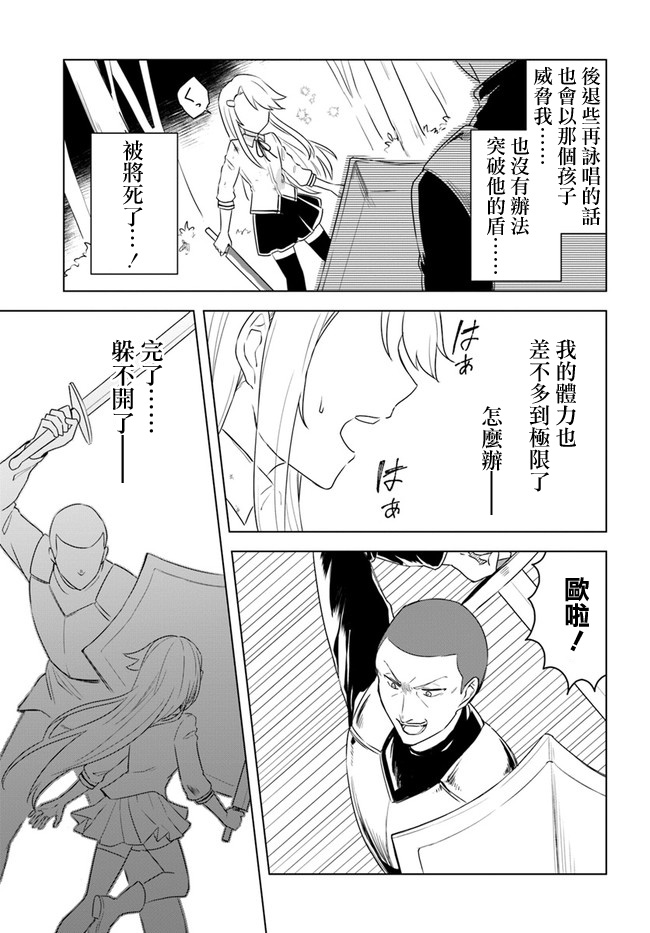 後退些再詠唱的話
也會以那個孩子
威脅我……
也沒有辦法
突破他的盾……
くっ
被將死了…！
我的體力也
差不多到極限了
怎麼辦——
はぁ
はぁ
歐啦！
完了……
躲不開了——